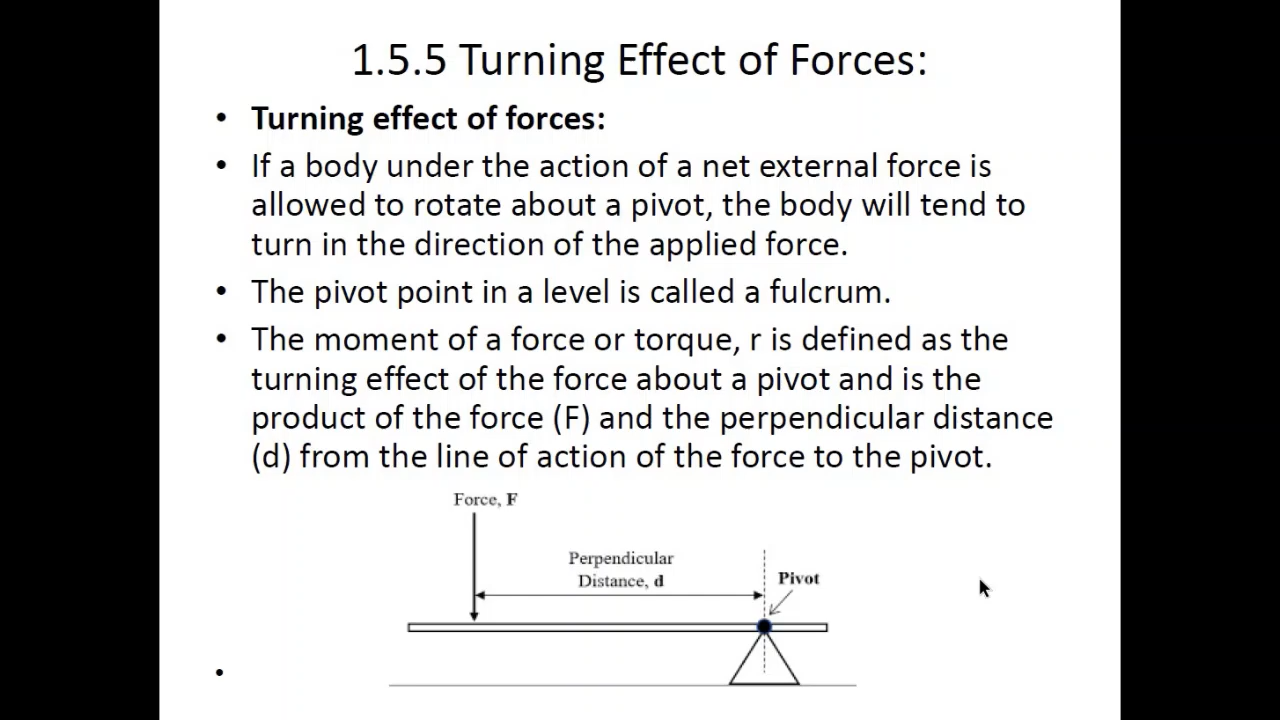 1.5.5 Turning Effect of Forces:
• Turning effect of forces:
• If a body under the action of a net external force is
allowed to rotate about a pivot, the body will tend to
turn in the direction of the applied force.
• The pivot point in a level is called a fulcrum.
• The moment of a force or torque, r is defined as the
turning effect of the force about a pivot and is the
product of the force (F) and the perpendicular distance
(d) from the line of action of the force to the pivot.
Force, F
Perpendicular
Distance, d
Pivot
•